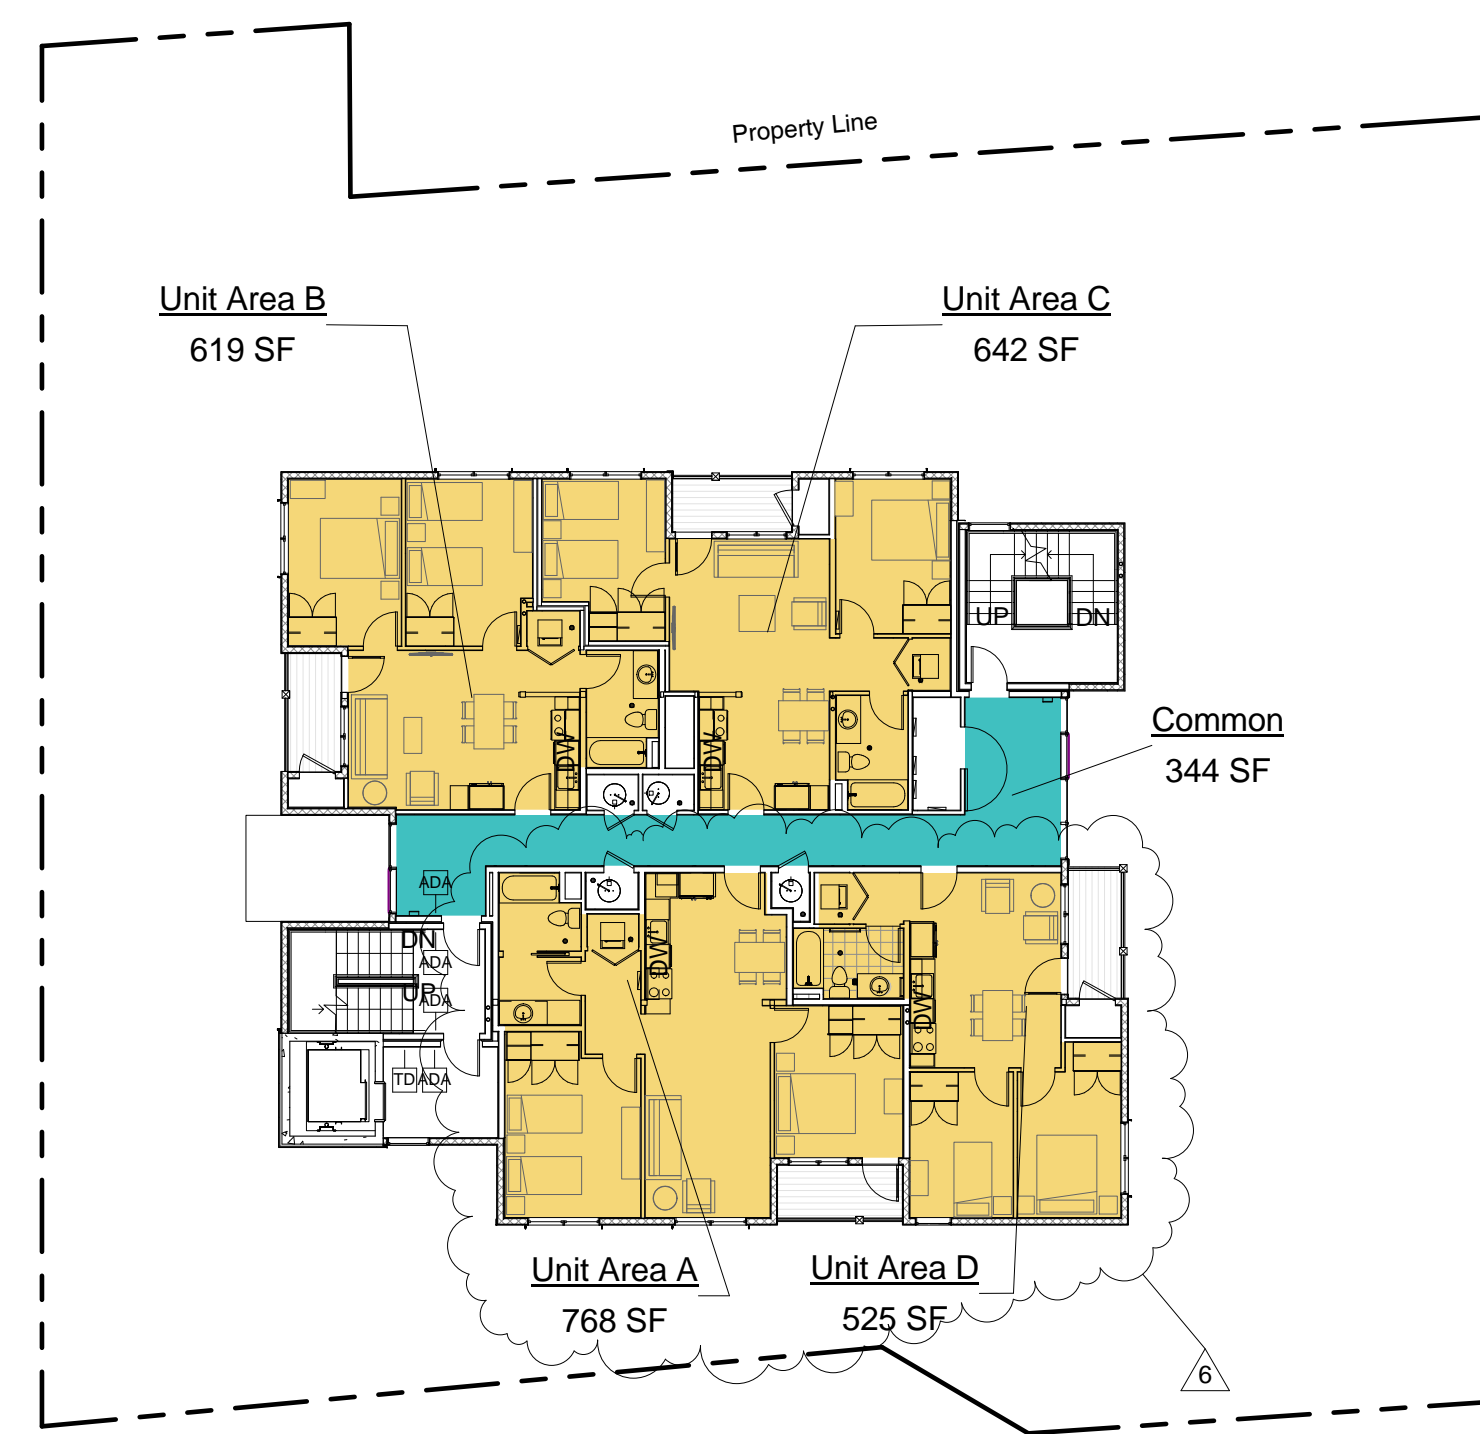 Property Line
Unit Area B
619 SF
Unit Area C
642 SF
UP
DN
Common
344 SF
DW
DW
ADA
DN
ADA
UP
ADA
TD
ADA
DW
DW
Unit Area A
768 SF
Unit Area D
525 SF
6